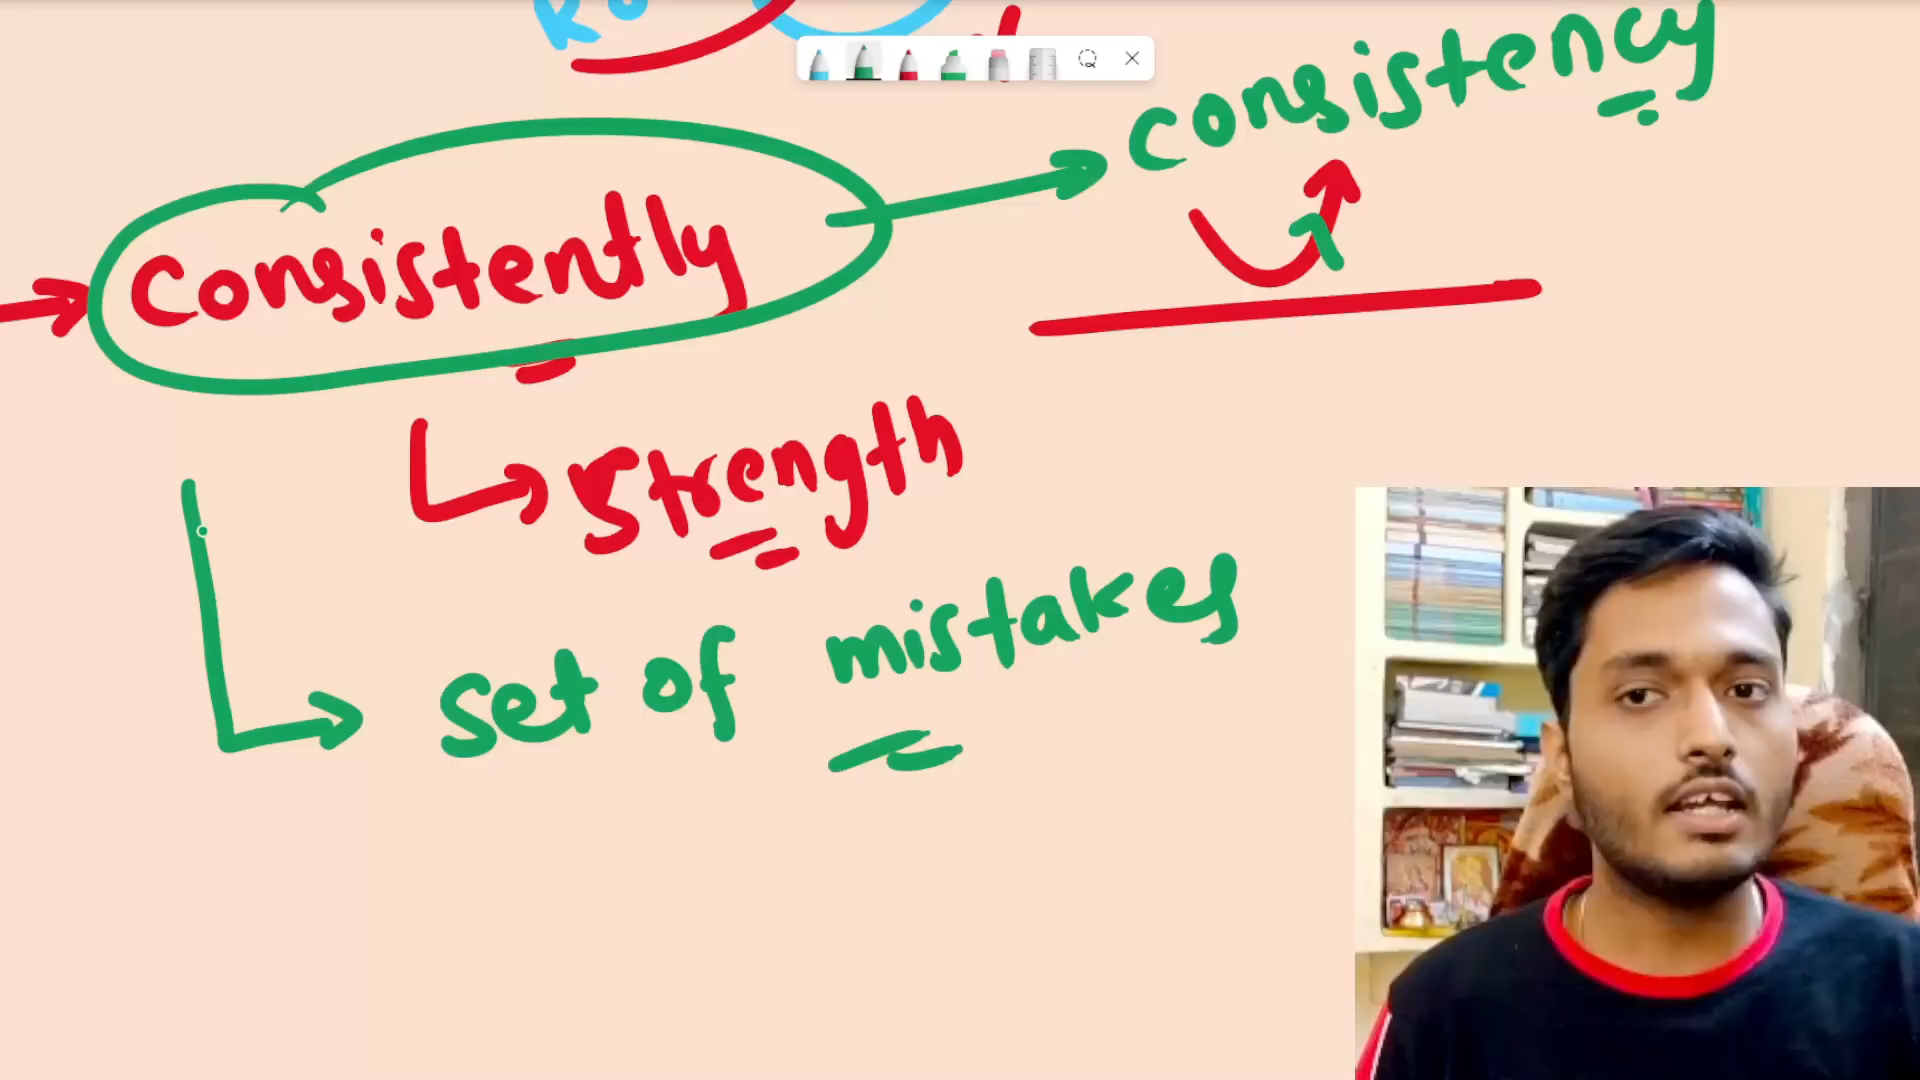 consistency
Consistently
Strength
set of mistakes